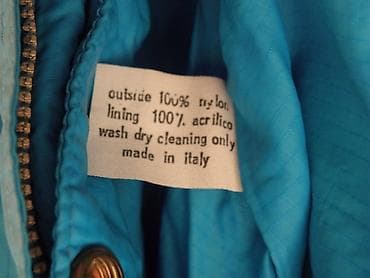 outside 100% nylon
lining 100% acrilico
wash dry cleaning only
made in italy